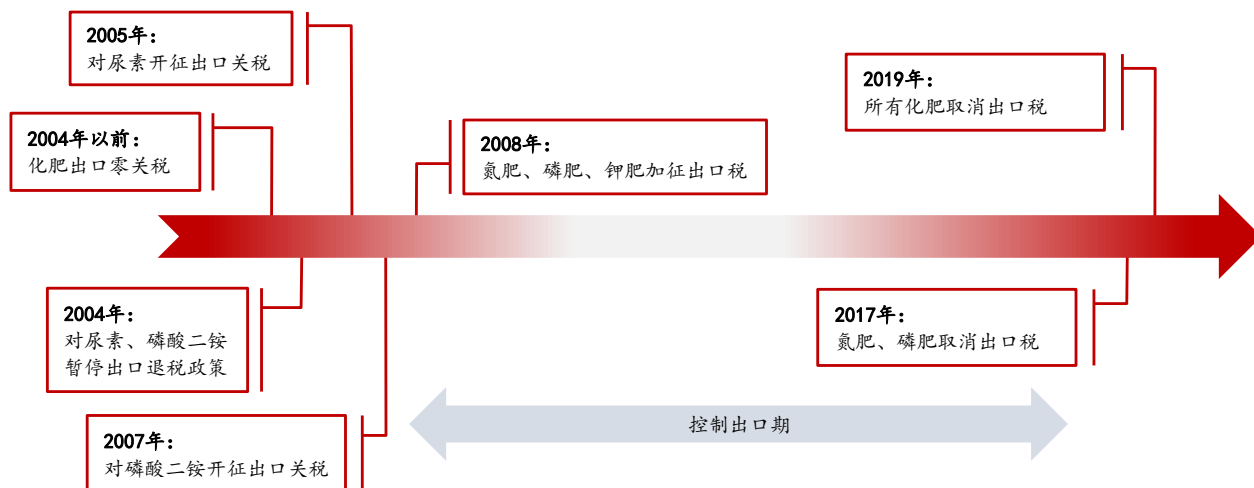 2005年：
对尿素开征出口关税
2019年：
所有化肥取消出口税
2004年以前：
化肥出口零关税
2008年：
氮肥、磷肥、钾肥加征出口税
2004年：
对尿素、磷酸二铵
暂停出口退税政策
2017年：
氮肥、磷肥取消出口税
控制出口期
2007年：
对磷酸二铵开征出口关税